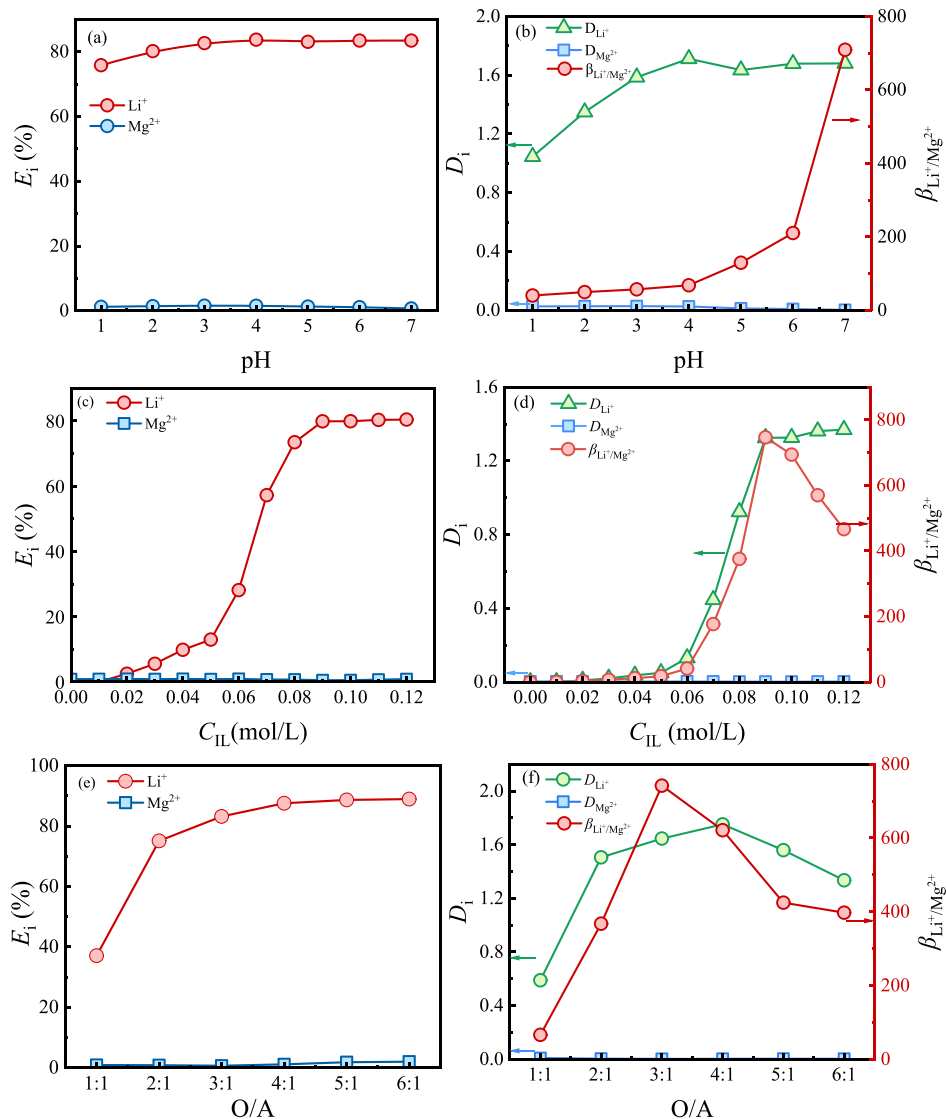 (a)
Li⁺
Mg²⁺
Eᵢ (%)
80
60
40
20
0
1 2 3 4 5 6 7
pH
(b)
D_Li⁺
D_Mg²⁺
β_Li⁺/Mg²⁺
Dᵢ
2.0
1.6
1.2
0.8
0.4
0.0
1 2 3 4 5 6 7
pH
800
600
400
200
0
β_Li⁺/Mg²⁺
(c)
Li⁺
Mg²⁺
Eᵢ (%)
80
60
40
20
0
0.00 0.02 0.04 0.06 0.08 0.10 0.12
C_IL(mol/L)
(d)
D_Li⁺
D_Mg²⁺
β_Li⁺/Mg²⁺
Dᵢ
1.6
1.2
0.8
0.4
0.0
0.00 0.02 0.04 0.06 0.08 0.10 0.12
C_IL(mol/L)
800
600
400
200
0
β_Li⁺/Mg²⁺
(e)
Li⁺
Mg²⁺
Eᵢ (%)
100
80
60
40
20
0
1:1 2:1 3:1 4:1 5:1 6:1
O/A
(f)
D_Li⁺
D_Mg²⁺
β_Li⁺/Mg²⁺
Dᵢ
2.0
1.6
1.2
0.8
0.4
0.0
1:1 2:1 3:1 4:1 5:1 6:1
O/A
800
600
400
200
0
β_Li⁺/Mg²⁺